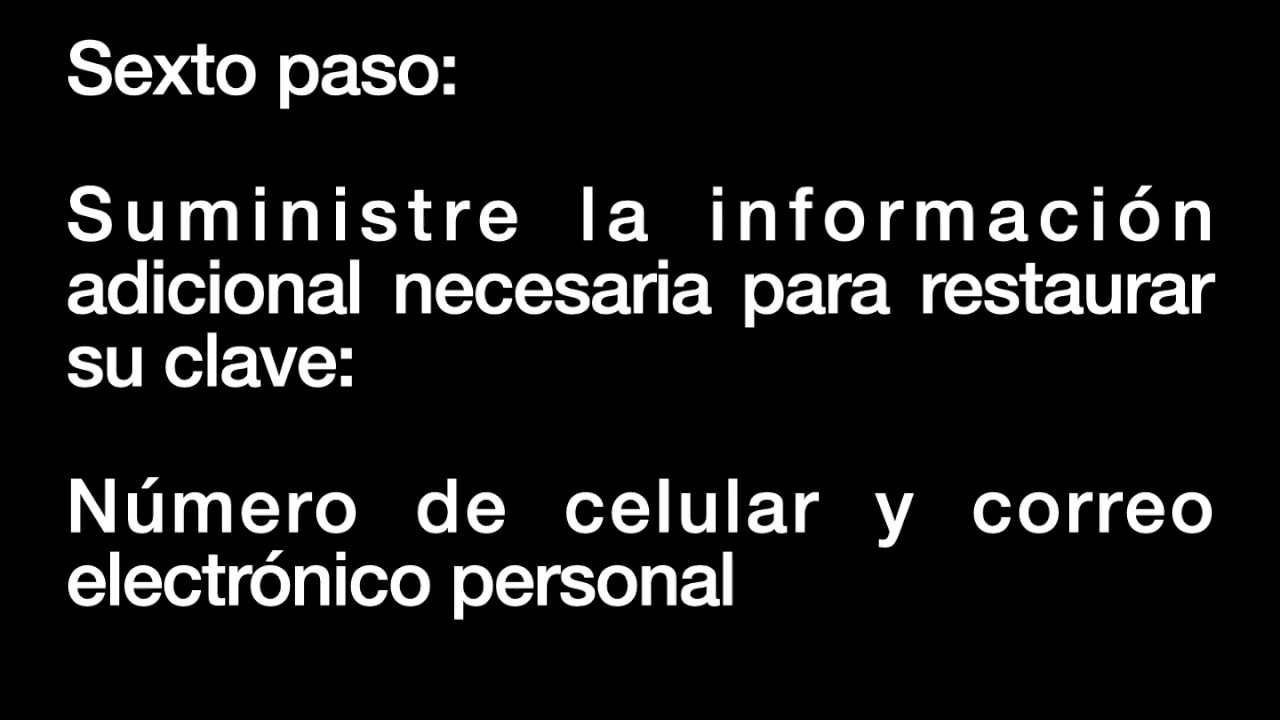 Sexto paso:
Suministre la información
adicional necesaria para restaurar
su clave:
Número de celular y correo
electrónico personal